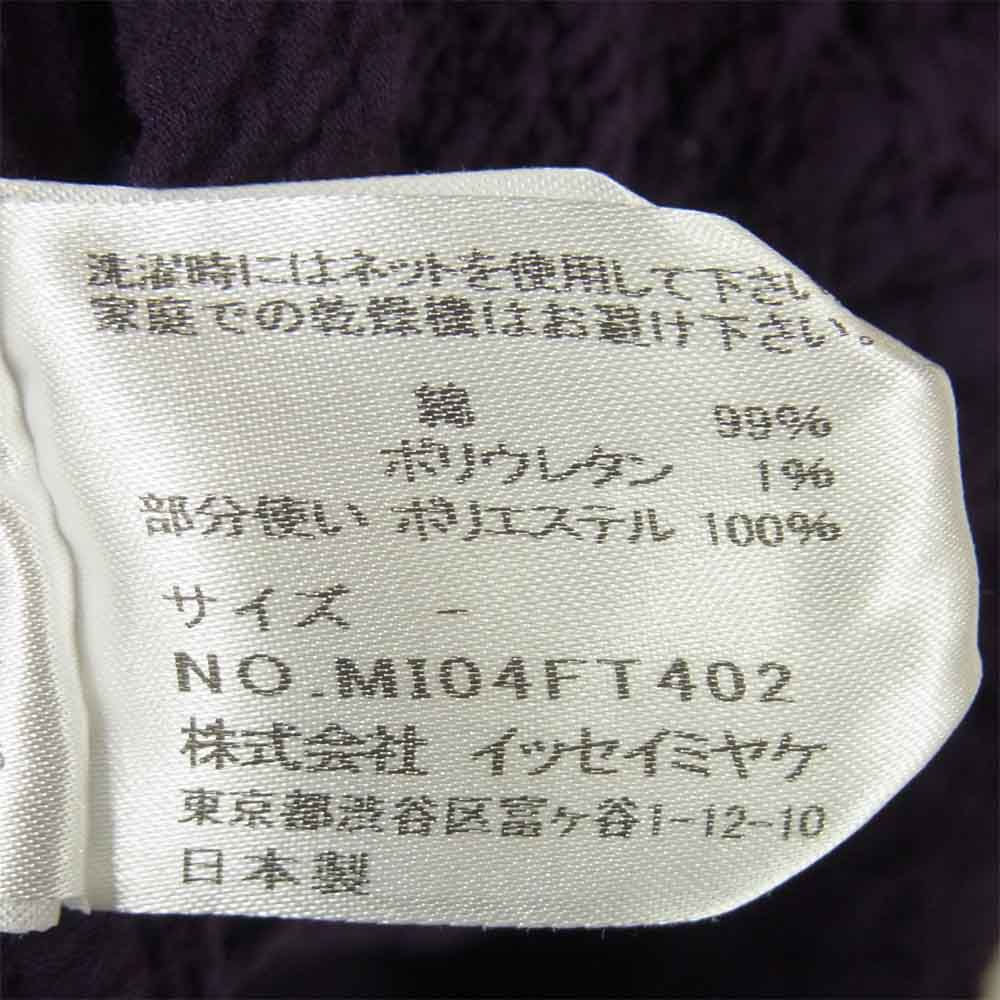 洗濯時にはネットを使用して下さい
家庭での乾燥機はお避け下さい。
綿 99%
ポリウレタン 1%
部分使い ポリエステル 100%
サイズ -
NO.MI04FT402
株式会社 イッセイミヤケ
東京都渋谷区富ヶ谷1-12-10
日本製